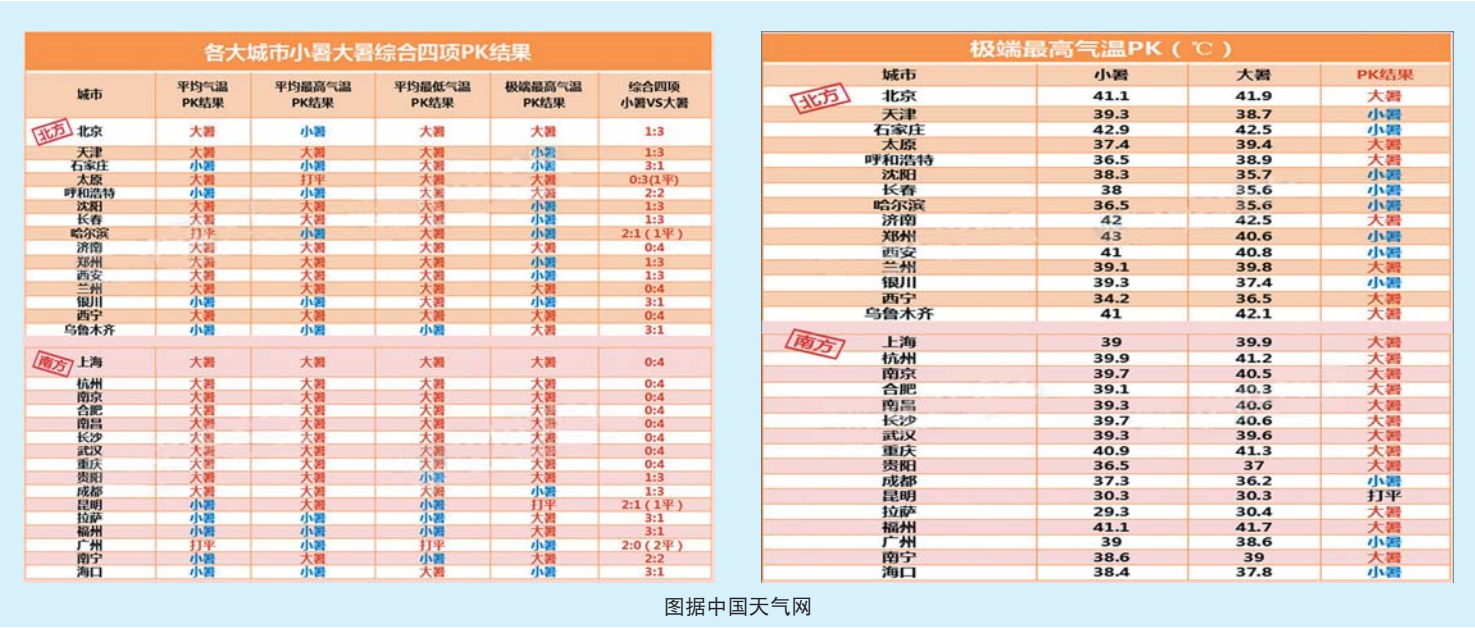 各大城市小暑大暑综合四项PK结果
城市 平均气温PK结果 平均最高气温PK结果 平均最低气温PK结果 极端最高气温PK结果 综合四项小暑VS大暑
北方 北京 大暑 小暑 大暑 大暑 1:3
天津 大暑 大暑 大暑 小暑 1:3
石家庄 小暑 小暑 大暑 小暑 3:1
太原 大暑 打平 大暑 大暑 0:3(1平)
呼和浩特 小暑 小暑 大暑 大暑 2:2
沈阳 大暑 大暑 大暑 小暑 1:3
长春 大暑 大暑 大暑 小暑 1:3
哈尔滨 打平 小暑 大暑 小暑 2:1(1平)
济南 大暑 大暑 大暑 大暑 0:4
郑州 大暑 大暑 大暑 小暑 1:3
西安 大暑 大暑 大暑 小暑 1:3
兰州 大暑 大暑 大暑 大暑 0:4
银川 小暑 小暑 大暑 小暑 3:1
西宁 大暑 大暑 大暑 大暑 0:4
乌鲁木齐 小暑 小暑 小暑 大暑 3:1
南方 上海 大暑 大暑 大暑 大暑 0:4
杭州 大暑 大暑 大暑 大暑 0:4
南京 大暑 大暑 大暑 大暑 0:4
合肥 大暑 大暑 大暑 大暑 0:4
南昌 大暑 大暑 大暑 大暑 0:4
长沙 大暑 大暑 大暑 大暑 0:4
武汉 大暑 大暑 大暑 大暑 0:4
重庆 大暑 大暑 大暑 大暑 0:4
贵阳 大暑 大暑 小暑 大暑 1:3
成都 大暑 大暑 大暑 小暑 1:3
昆明 小暑 大暑 小暑 打平 2:1(1平)
拉萨 小暑 小暑 小暑 大暑 3:1
福州 小暑 小暑 小暑 大暑 3:1
广州 打平 小暑 打平 小暑 2:0(2平)
南宁 小暑 大暑 小暑 大暑 2:2
海口 小暑 小暑 大暑 小暑 3:1
极端最高气温PK(℃)
城市 小暑 大暑 PK结果
北方 北京 41.1 41.9 大暑
天津 39.3 38.7 小暑
石家庄 42.9 42.5 小暑
太原 37.4 39.4 大暑
呼和浩特 36.5 38.9 大暑
沈阳 38.3 35.7 小暑
长春 38 35.6 小暑
哈尔滨 36.5 35.6 小暑
济南 42 42.5 大暑
郑州 43 40.6 小暑
西安 41 40.8 小暑
兰州 39.1 39.8 大暑
银川 39.3 37.4 小暑
西宁 34.2 36.5 大暑
乌鲁木齐 41 42.1 大暑
南方 上海 39 39.9 大暑
杭州 39.9 41.2 大暑
南京 39.7 40.5 大暑
合肥 39.1 40.3 大暑
南昌 39.3 40.6 大暑
长沙 39.7 40.6 大暑
武汉 39.3 39.6 大暑
重庆 40.9 41.3 大暑
贵阳 36.5 37 大暑
成都 37.3 36.2 小暑
昆明 30.3 30.3 打平
拉萨 29.3 30.4 大暑
福州 41.1 41.7 大暑
广州 39 38.6 小暑
南宁 38.6 39 大暑
海口 38.4 37.8 小暑
图据中国天气网